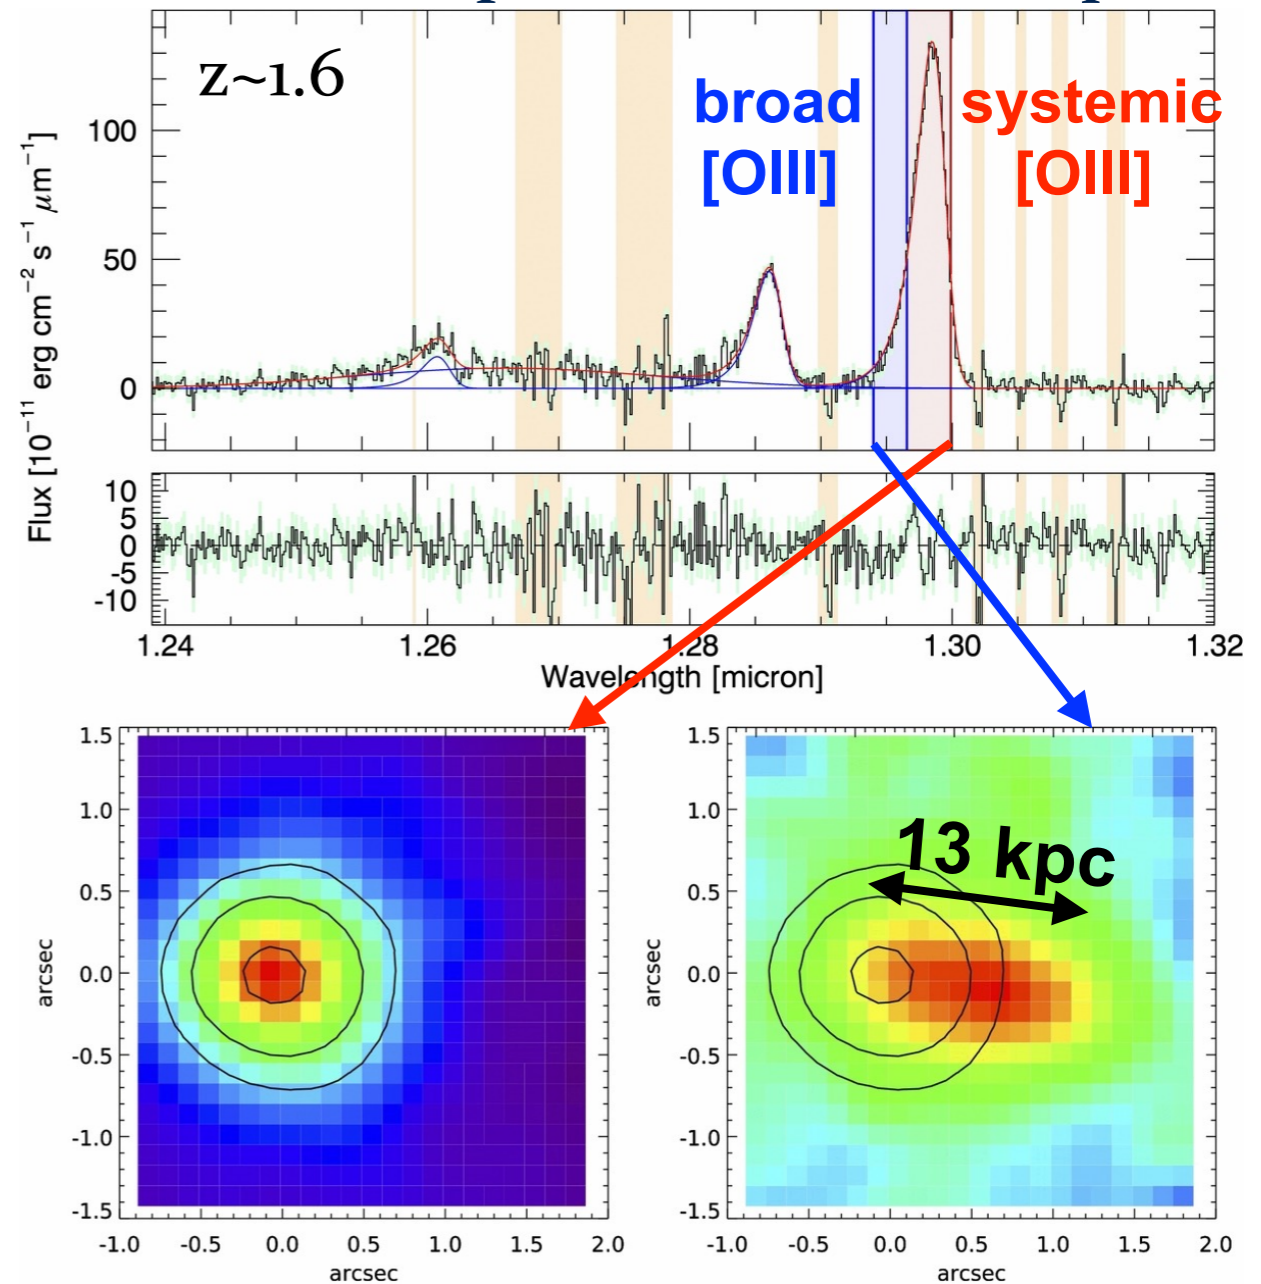 z~1.6
broad
[OIII]
systemic
[OIII]
Flux [10⁻¹¹ erg cm⁻² s⁻¹ μm⁻¹]
100
50
0
10
5
0
-5
-10
1.24 1.26 1.28 1.30 1.32
Wavelength [micron]
13 kpc
1.5
1.0
0.5
0.0
-0.5
-1.0
-1.5
arcsec
-1.0 -0.5 0.0 0.5 1.0 1.5 2.0
arcsec
1.5
1.0
0.5
0.0
-0.5
-1.0
-1.5
arcsec
-1.0 -0.5 0.0 0.5 1.0 1.5 2.0
arcsec